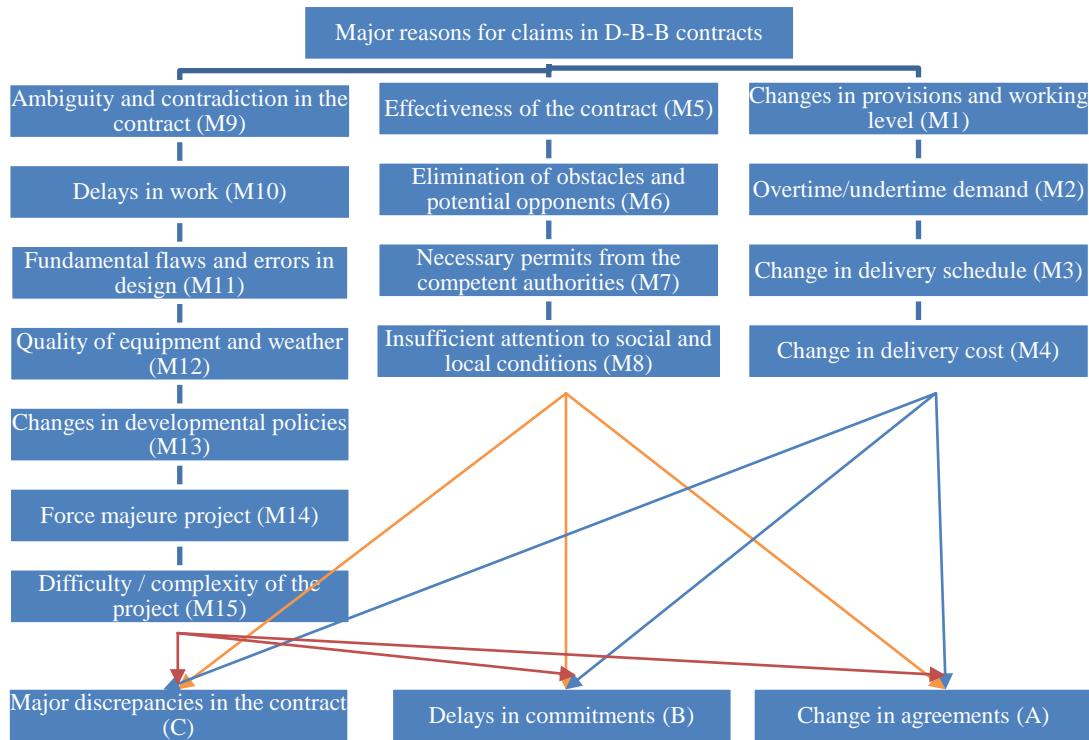 Major reasons for claims in D-B-B contracts
Ambiguity and contradiction in the
contract (M9)
Delays in work (M10)
Fundamental flaws and errors in
design (M11)
Quality of equipment and weather
(M12)
Changes in developmental policies
(M13)
Force majeure project (M14)
Difficulty / complexity of the
project (M15)
Effectiveness of the contract (M5)
Elimination of obstacles and
potential opponents (M6)
Necessary permits from the
competent authorities (M7)
Insufficient attention to social and
local conditions (M8)
Changes in provisions and working
level (M1)
Overtime/undertime demand (M2)
Change in delivery schedule (M3)
Change in delivery cost (M4)
Major discrepancies in the contract
(C)
Delays in commitments (B)
Change in agreements (A)